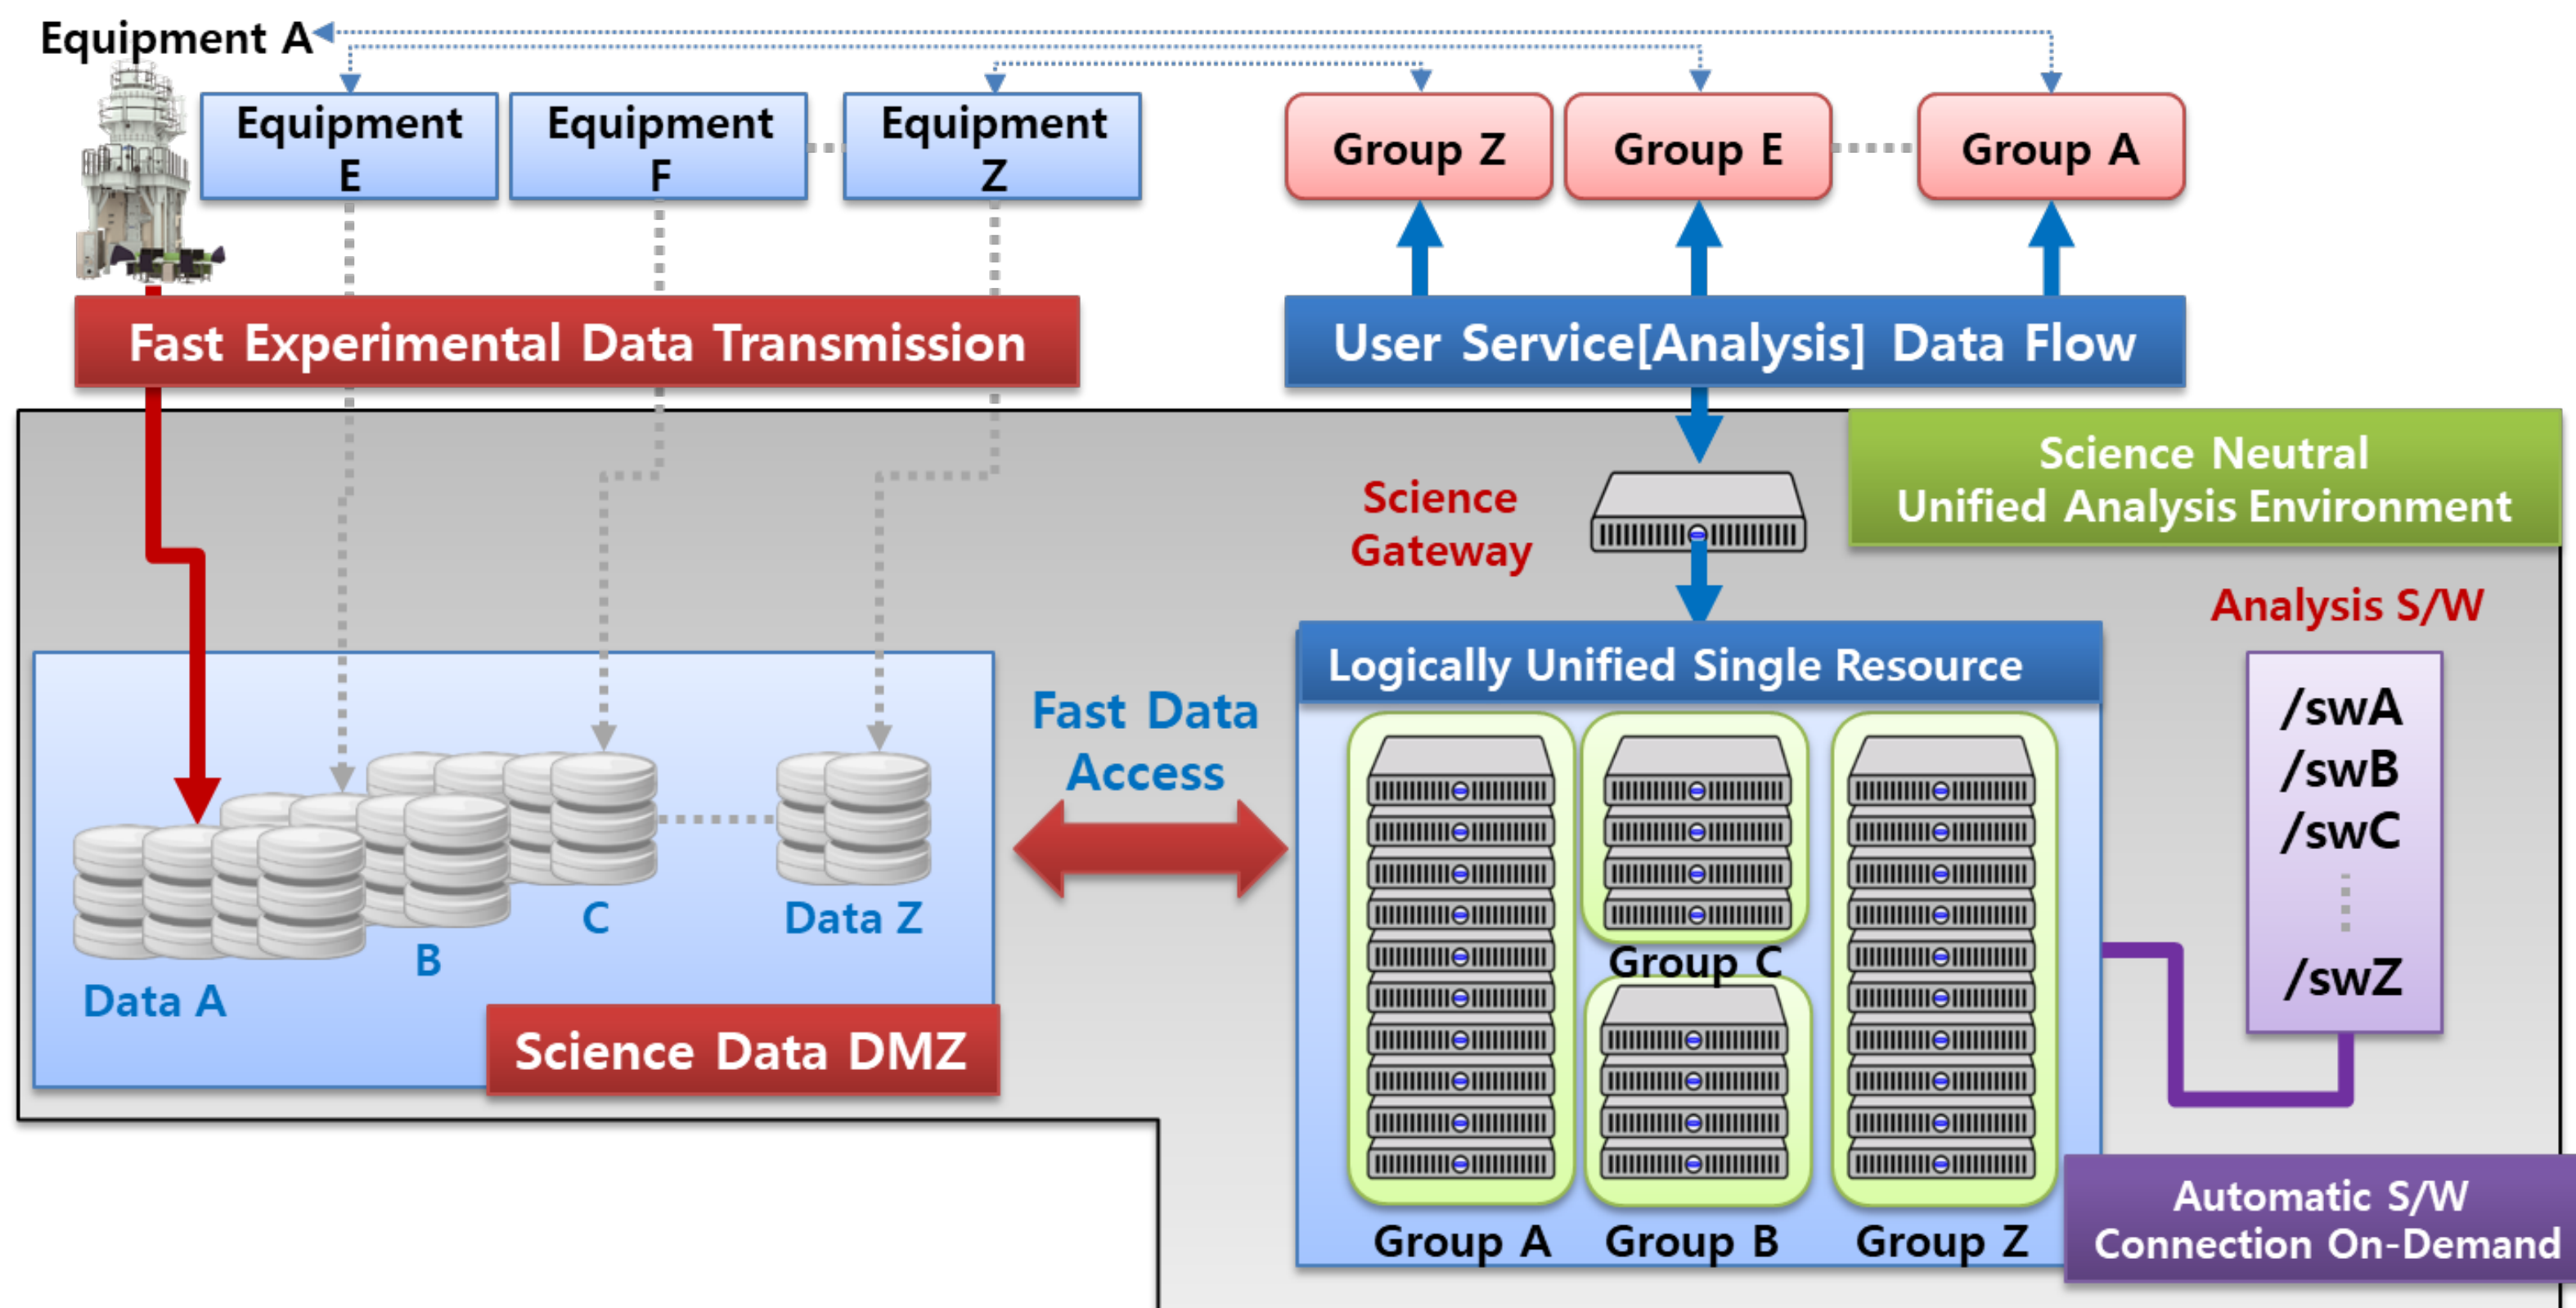 Equipment A
Equipment
E
Equipment
F
Equipment
Z
Group Z
Group E
Group A
Fast Experimental Data Transmission
User Service[Analysis] Data Flow
Science Neutral
Unified Analysis Environment
Science
Gateway
Analysis S/W
Logically Unified Single Resource
/swA
/swB
/swC
/swZ
Fast Data
Access
Data A
B
C
Data Z
Science Data DMZ
Group C
Group A
Group B
Group Z
Automatic S/W
Connection On-Demand